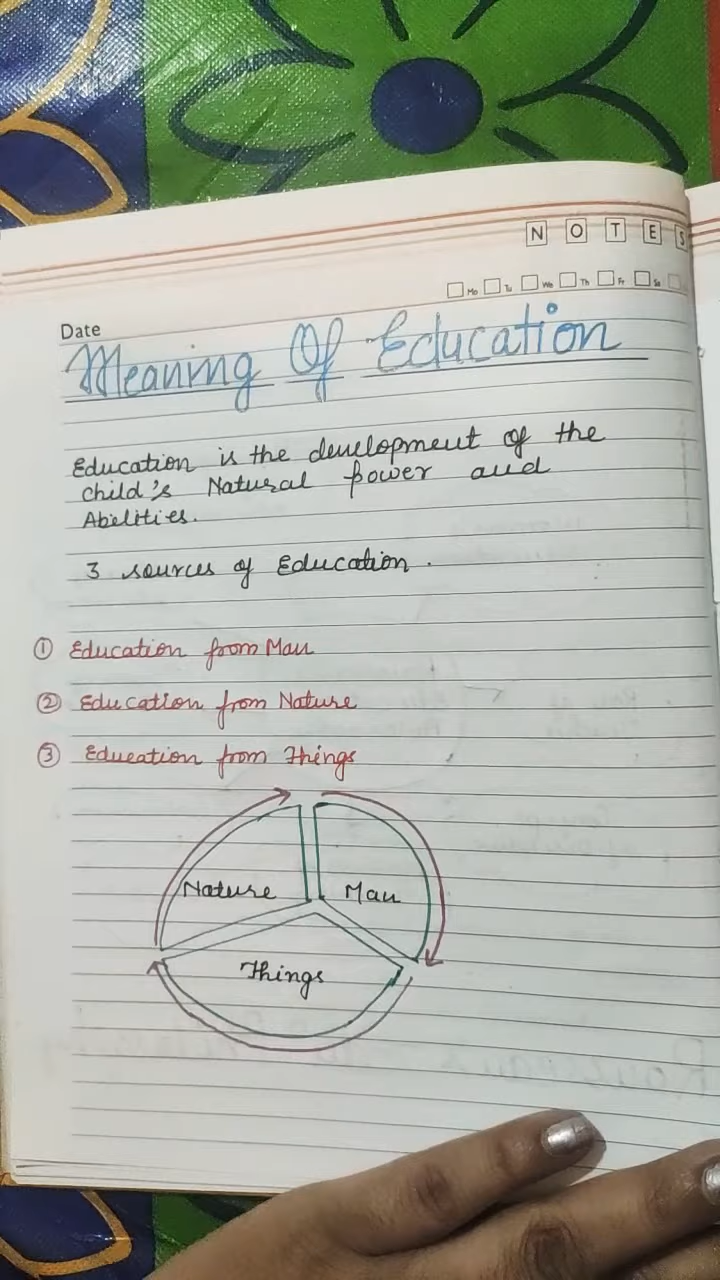 N O T E S
Mo Tu We Th Fr Sa
Date
Meaning Of Education
Education is the development of the
child's Natural power and
Abilities.
3 sources of Education.
① Education from Man
② Education from Nature
③ Education from Things
Nature Man
Things